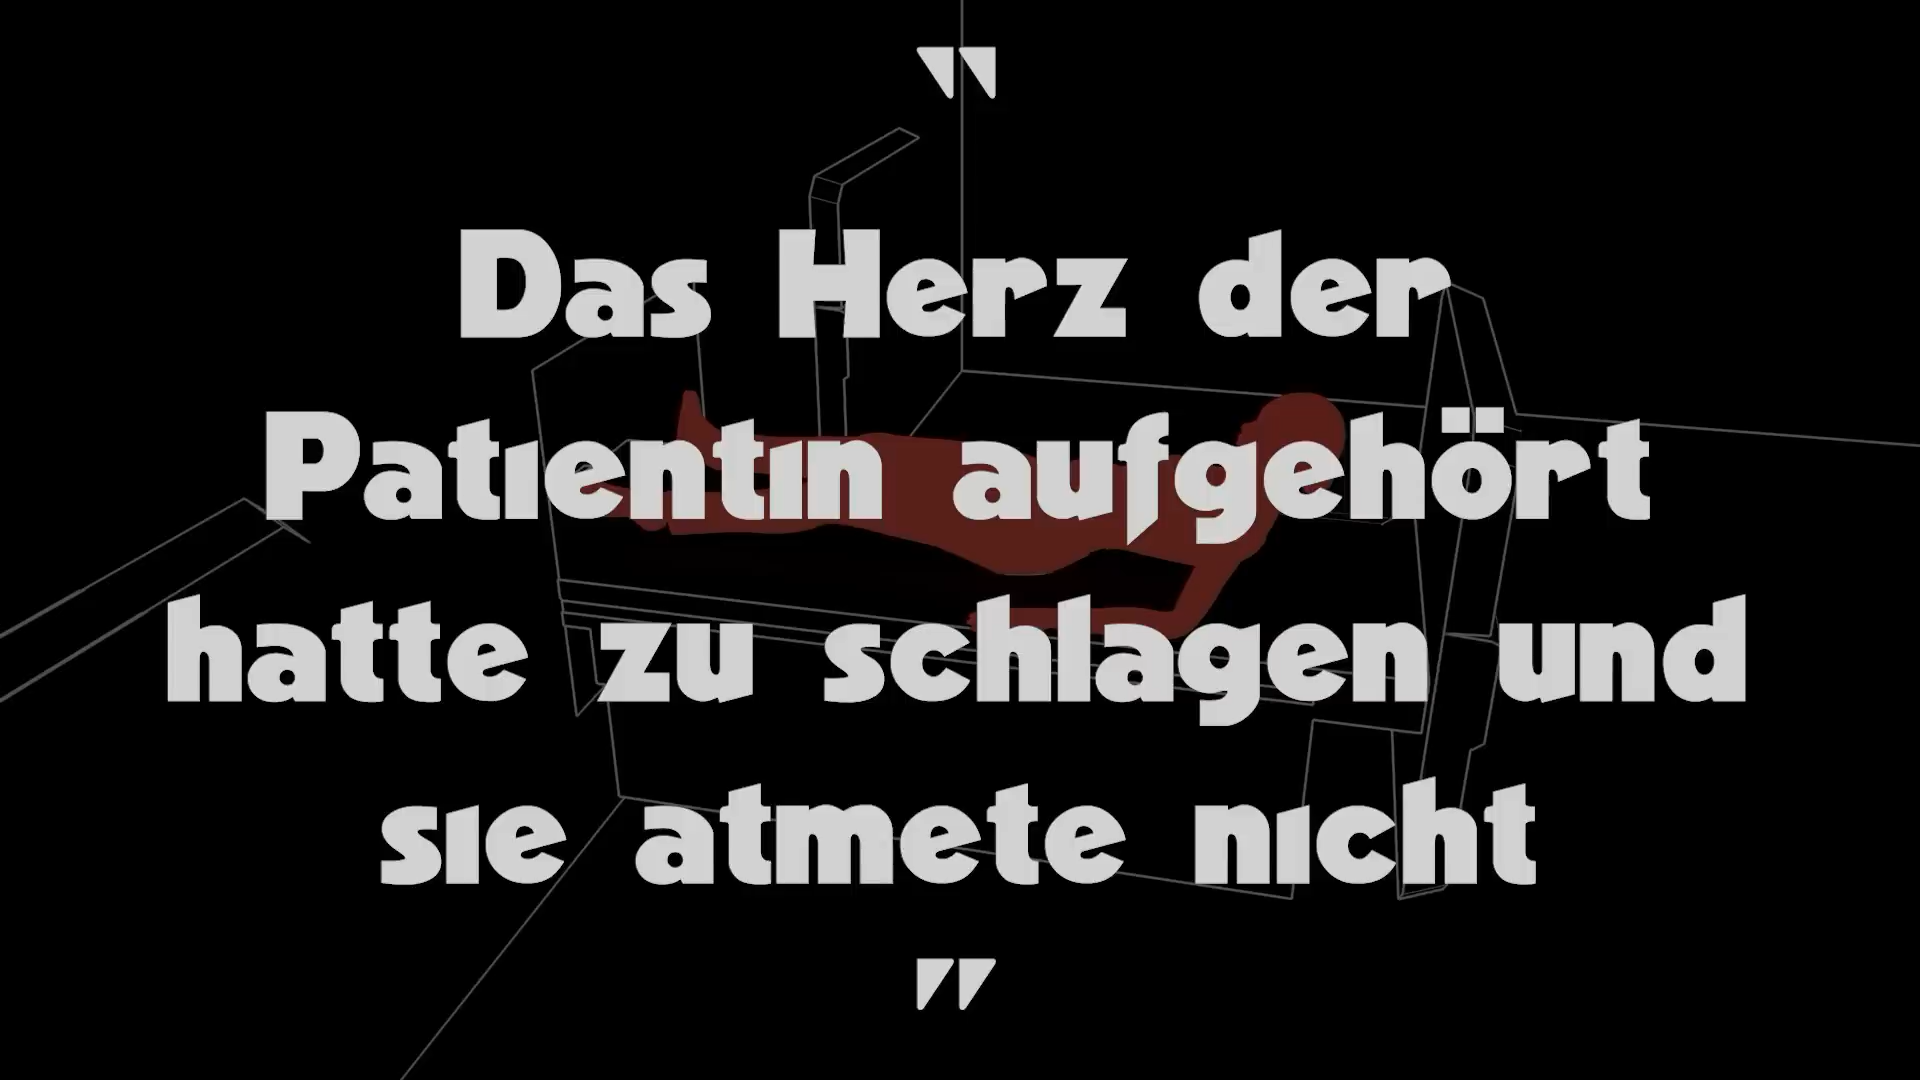 "
Das Herz der
Patientin aufgehört
hatte zu schlagen und
sie atmete nicht
"